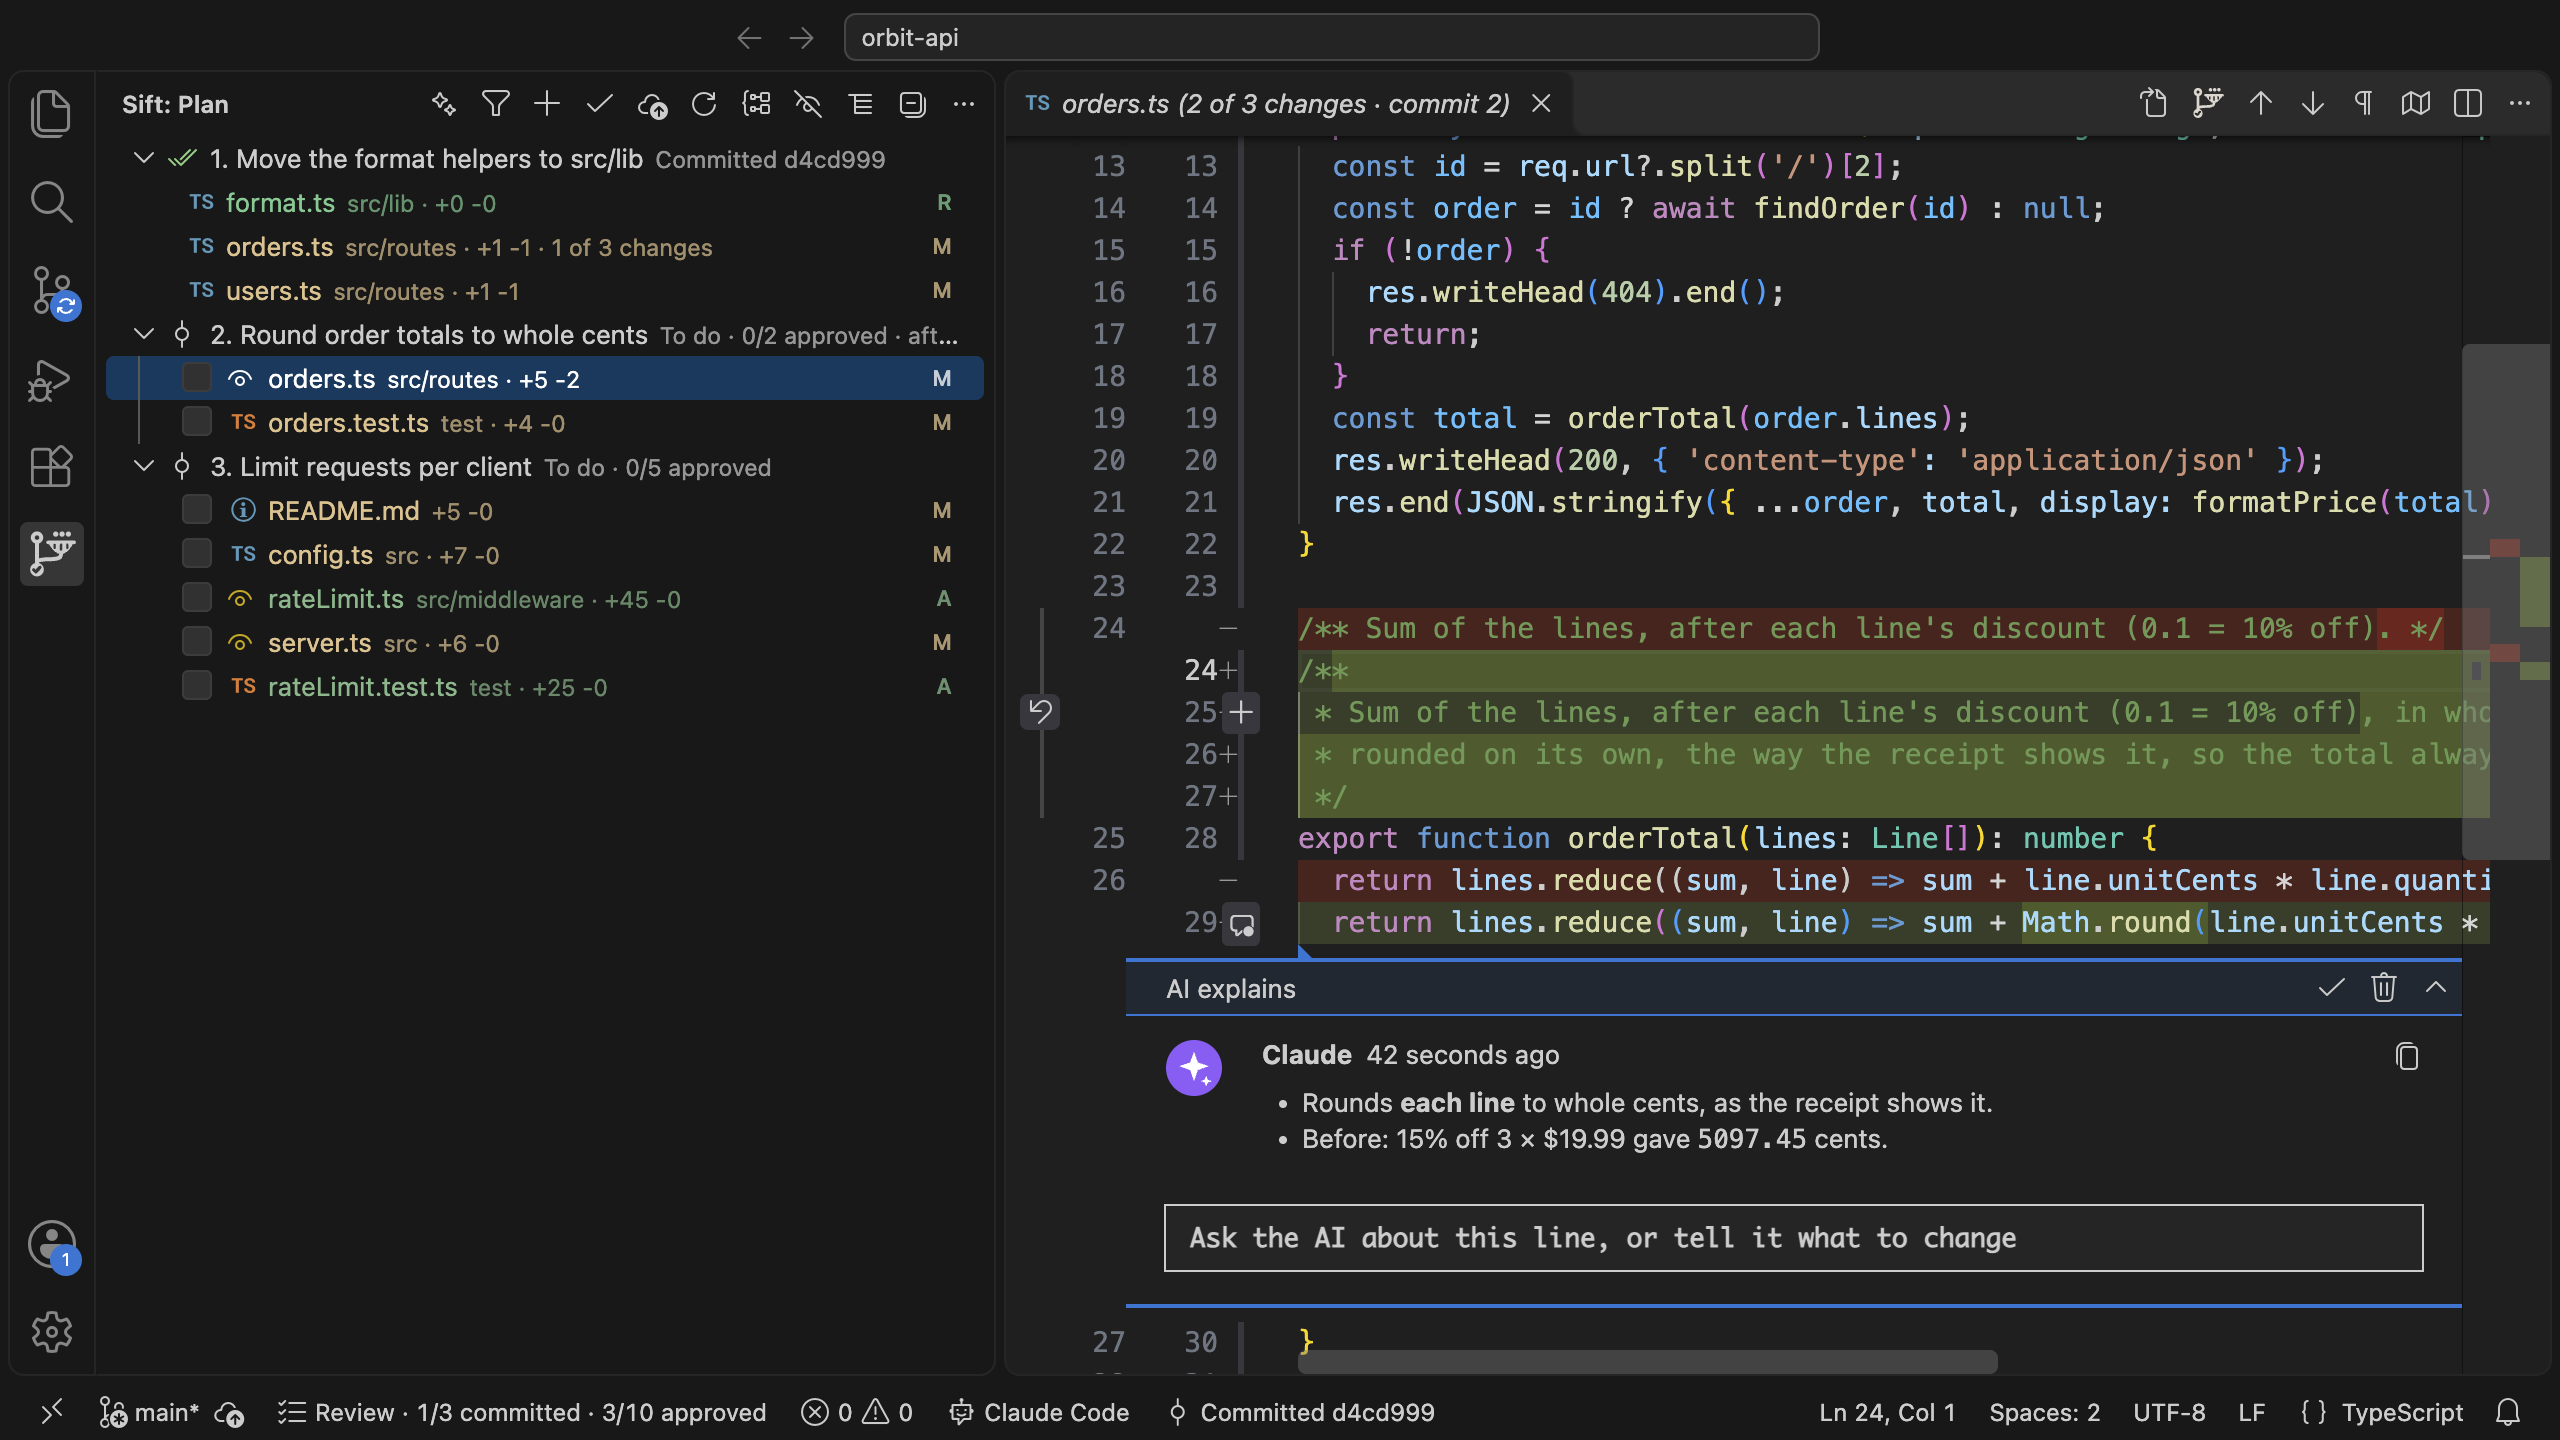 orbit-api
Sift: Plan
1. Move the format helpers to src/lib Committed d4cd999
TS format.ts src/lib · +0 -0 R
TS orders.ts src/routes · +1 -1 · 1 of 3 changes M
TS users.ts src/routes · +1 -1 M
2. Round order totals to whole cents To do · 0/2 approved · aft...
orders.ts src/routes · +5 -2 M
TS orders.test.ts test · +4 -0 M
3. Limit requests per client To do · 0/5 approved
README.md +5 -0 M
TS config.ts src · +7 -0 M
rateLimit.ts src/middleware · +45 -0 A
server.ts src · +6 -0 M
TS rateLimit.test.ts test · +25 -0 A
1
TS orders.ts (2 of 3 changes · commit 2)
13 13 const id = req.url?.split('/')[2];
14 14 const order = id ? await findOrder(id) : null;
15 15 if (!order) {
16 16 res.writeHead(404).end();
17 17 return;
18 18 }
19 19 const total = orderTotal(order.lines);
20 20 res.writeHead(200, { 'content-type': 'application/json' });
21 21 res.end(JSON.stringify({ ...order, total, display: formatPrice(total)
22 22 }
23 23
24 − /** Sum of the lines, after each line's discount (0.1 = 10% off). */
24+ /**
25 * Sum of the lines, after each line's discount (0.1 = 10% off), in who
26+ * rounded on its own, the way the receipt shows it, so the total alway
27+ */
25 28 export function orderTotal(lines: Line[]): number {
26 − return lines.reduce((sum, line) => sum + line.unitCents * line.quanti
29 return lines.reduce((sum, line) => sum + Math.round(line.unitCents *
AI explains
Claude 42 seconds ago
• Rounds each line to whole cents, as the receipt shows it.
• Before: 15% off 3 × $19.99 gave 5097.45 cents.
Ask the AI about this line, or tell it what to change
27 30 }
main* Review · 1/3 committed · 3/10 approved 0 0 Claude Code Committed d4cd999 Ln 24, Col 1 Spaces: 2 UTF-8 LF { } TypeScript